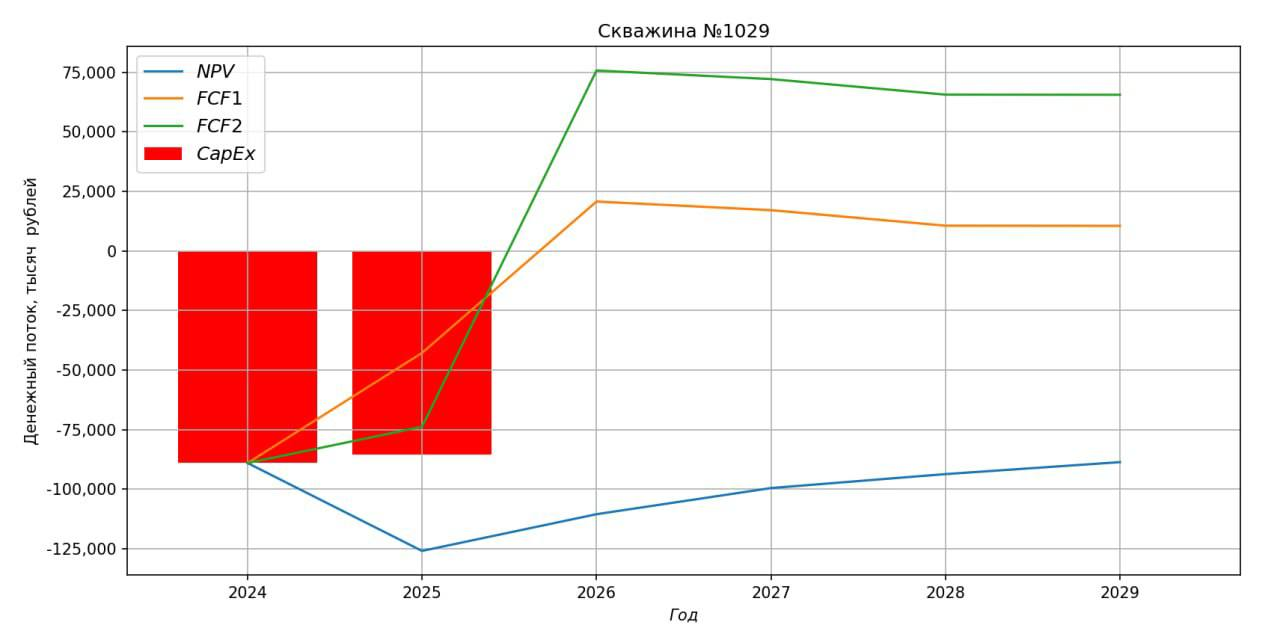 Скважина №1029
NPV
FCF1
FCF2
CapEx
75,000
50,000
25,000
0
-25,000
-50,000
-75,000
-100,000
-125,000
Денежный поток, тысяч рублей
2024 2025 2026 2027 2028 2029
Год